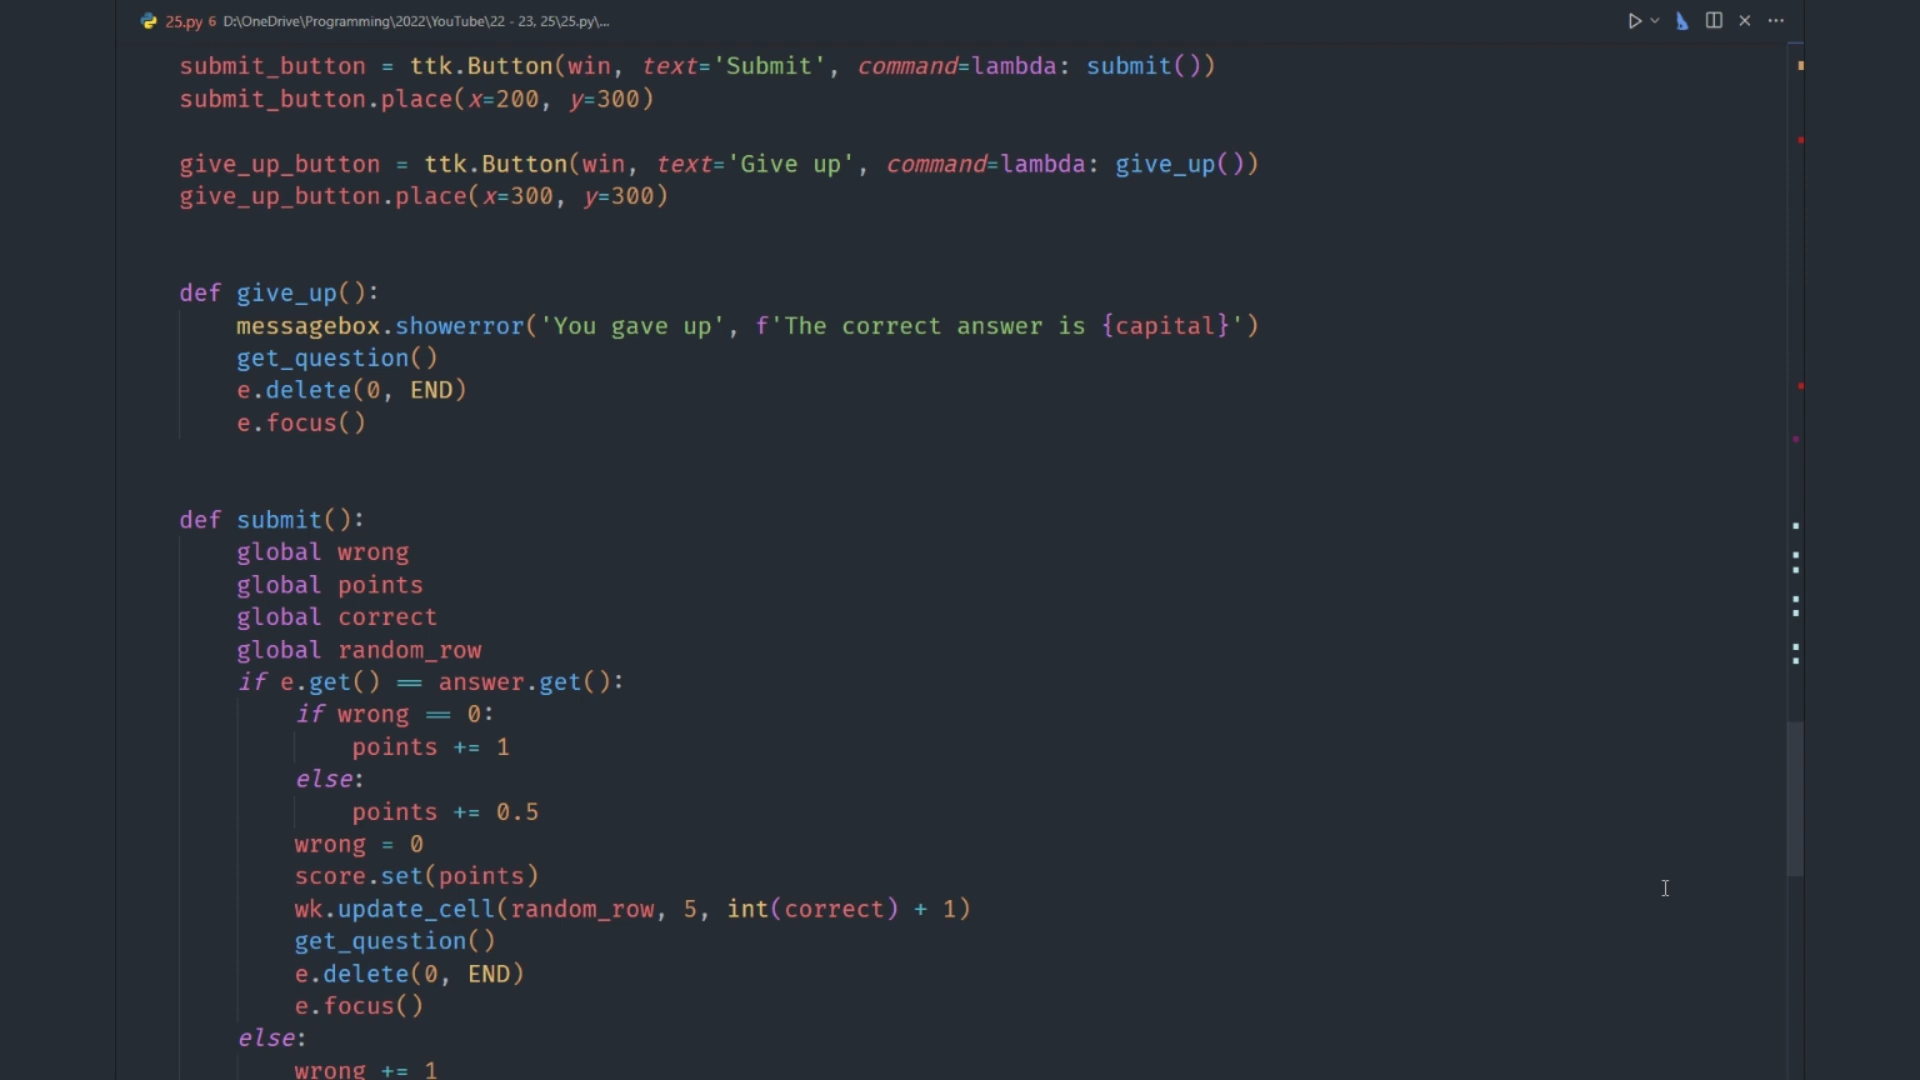 25.py 6 D:\OneDrive\Programming\2022\YouTube\22 - 23, 25\25.py\...
submit_button = ttk.Button(win, text='Submit', command=lambda: submit())
submit_button.place(x=200, y=300)
give_up_button = ttk.Button(win, text='Give up', command=lambda: give_up())
give_up_button.place(x=300, y=300)
def give_up():
    messagebox.showerror('You gave up', f'The correct answer is {capital}')
    get_question()
    e.delete(0, END)
    e.focus()
def submit():
    global wrong
    global points
    global correct
    global random_row
    if e.get() == answer.get():
        if wrong == 0:
            points += 1
        else:
            points += 0.5
        wrong = 0
        score.set(points)
        wk.update_cell(random_row, 5, int(correct) + 1)
        get_question()
        e.delete(0, END)
        e.focus()
    else:
        wrong += 1